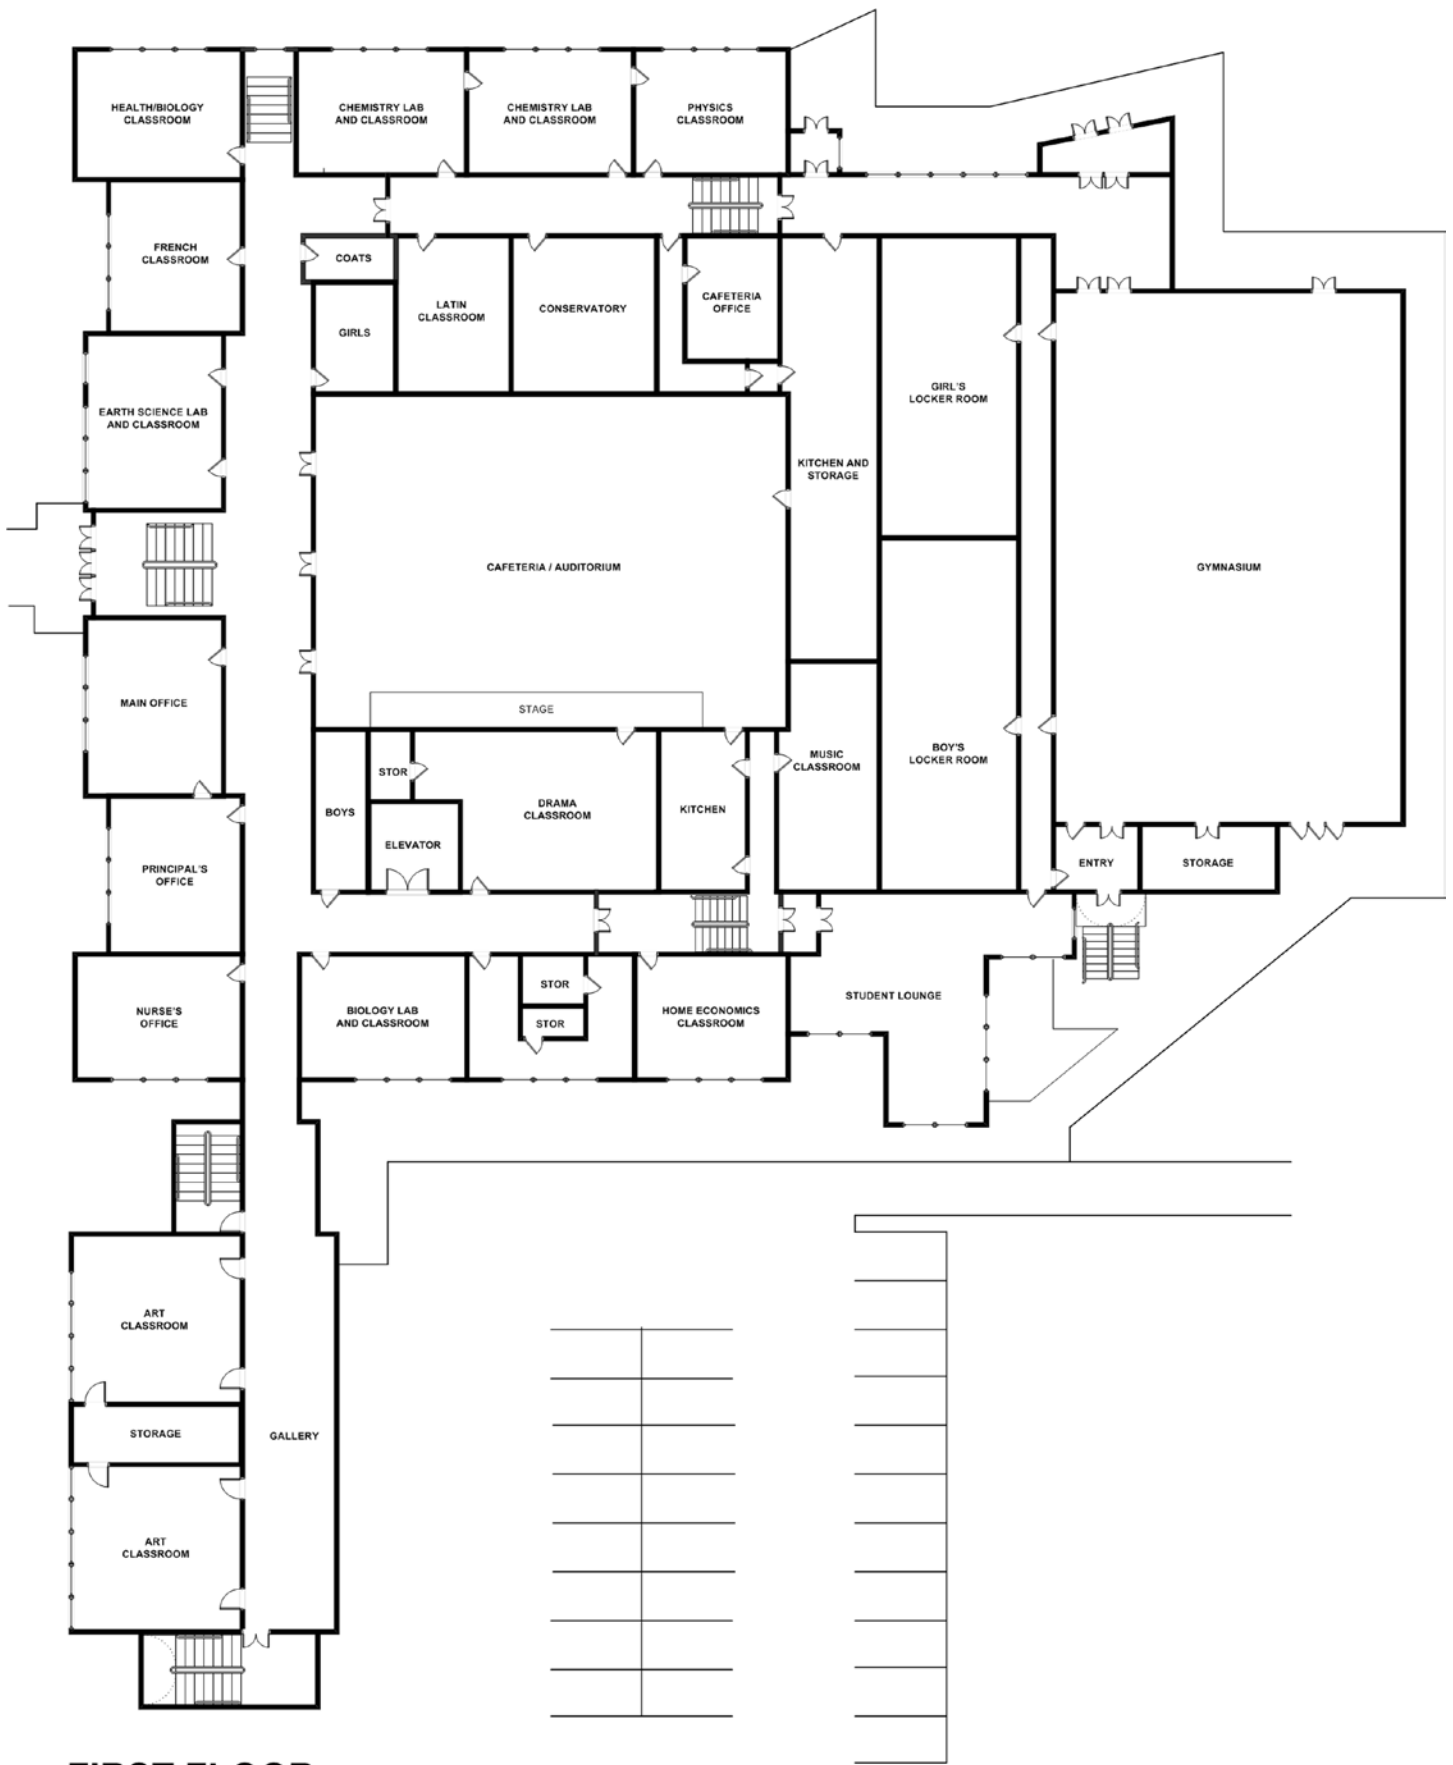 HEALTH/BIOLOGY
CLASSROOM
CHEMISTRY LAB
AND CLASSROOM
CHEMISTRY LAB
AND CLASSROOM
PHYSICS
CLASSROOM
FRENCH
CLASSROOM
COATS
LATIN
CLASSROOM
CONSERVATORY
CAFETERIA
OFFICE
GIRLS
GIRL'S
LOCKER ROOM
EARTH SCIENCE LAB
AND CLASSROOM
KITCHEN AND
STORAGE
CAFETERIA / AUDITORIUM
GYMNASIUM
MAIN OFFICE
STAGE
MUSIC
CLASSROOM
BOY'S
LOCKER ROOM
STOR
BOYS
DRAMA
CLASSROOM
KITCHEN
ELEVATOR
PRINCIPAL'S
OFFICE
ENTRY
STORAGE
NURSE'S
OFFICE
BIOLOGY LAB
AND CLASSROOM
STOR
STOR
HOME ECONOMICS
CLASSROOM
STUDENT LOUNGE
ART
CLASSROOM
STORAGE
GALLERY
ART
CLASSROOM
FIRST FLOOR